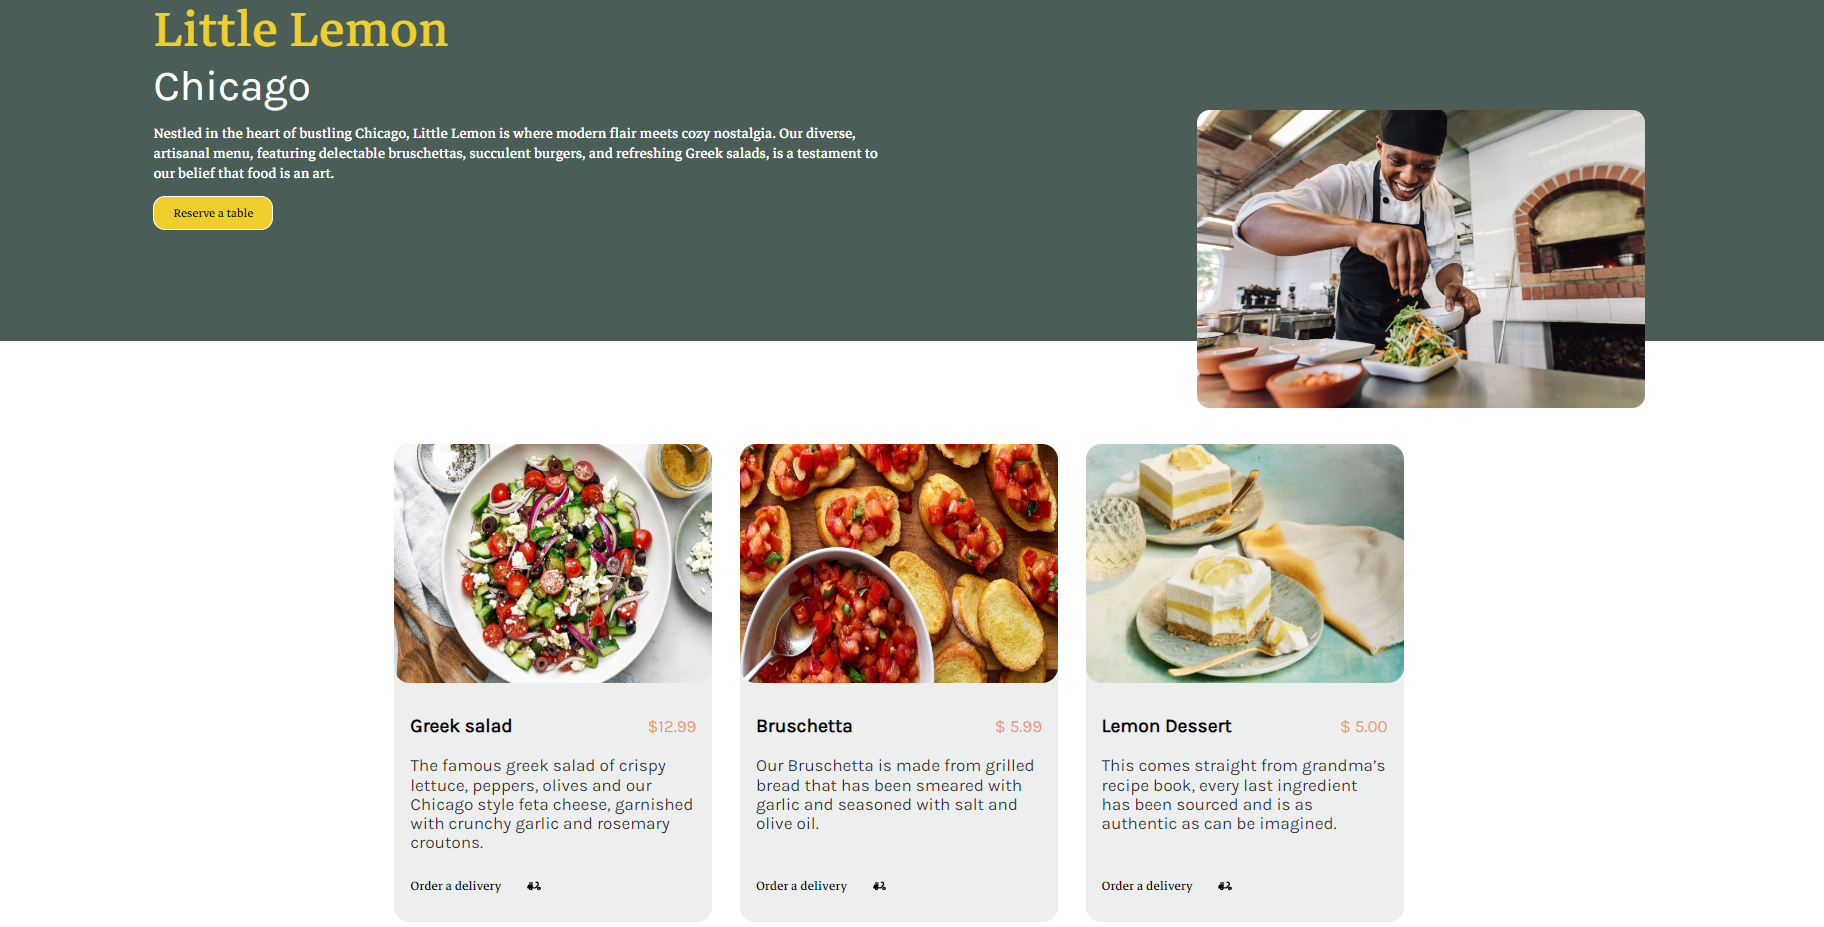 Little Lemon
Chicago
Nestled in the heart of bustling Chicago, Little Lemon is where modern flair meets cozy nostalgia. Our diverse,
artisanal menu, featuring delectable bruschettas, succulent burgers, and refreshing Greek salads, is a testament to
our belief that food is an art.
Reserve a table
Greek salad $12.99
The famous greek salad of crispy
lettuce, peppers, olives and our
Chicago style feta cheese, garnished
with crunchy garlic and rosemary
croutons.
Order a delivery
Bruschetta $ 5.99
Our Bruschetta is made from grilled
bread that has been smeared with
garlic and seasoned with salt and
olive oil.
Order a delivery
Lemon Dessert $ 5.00
This comes straight from grandma’s
recipe book, every last ingredient
has been sourced and is as
authentic as can be imagined.
Order a delivery